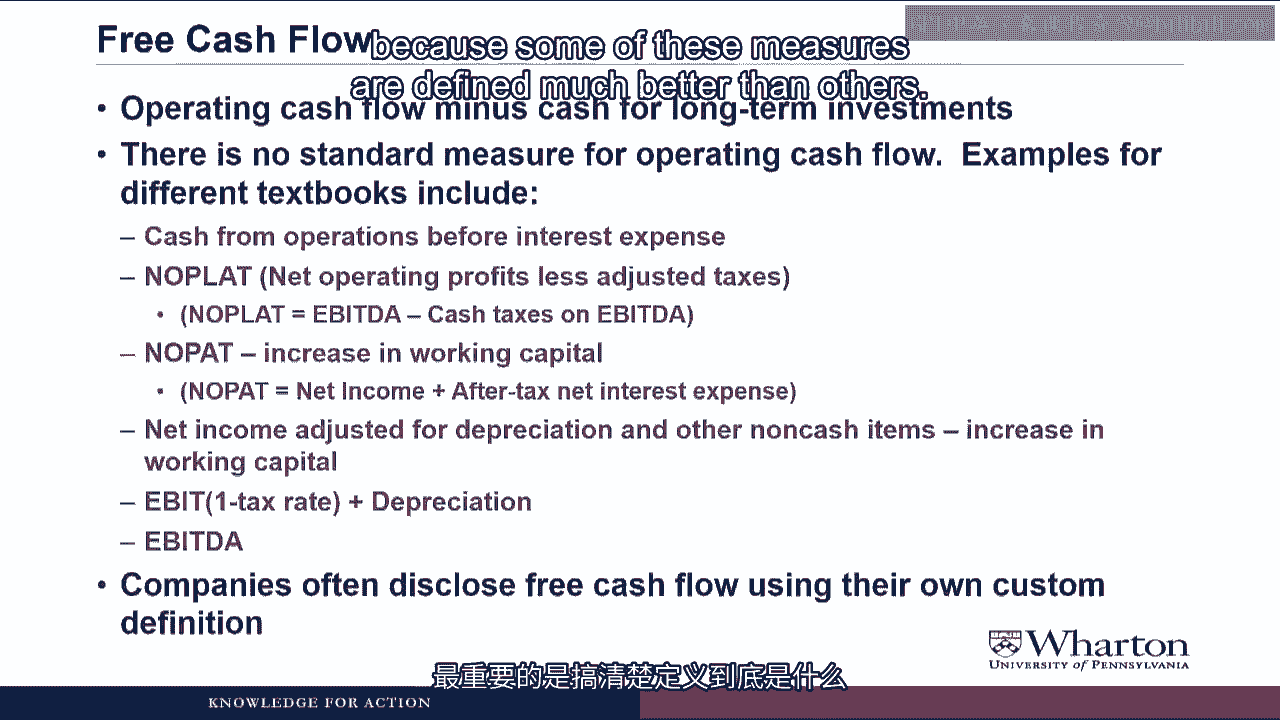 Free Cash Flow
because some of these measures
are defined much better than others.
• Operating cash flow minus cash for long-term investments
• There is no standard measure for operating cash flow. Examples for
different textbooks include:
– Cash from operations before interest expense
– NOPLAT (Net operating profits less adjusted taxes)
• (NOPLAT = EBITDA – Cash taxes on EBITDA)
– NOPAT – increase in working capital
• (NOPAT = Net Income + After-tax net interest expense)
– Net income adjusted for depreciation and other noncash items – increase in
working capital
– EBIT(1-tax rate) + Depreciation
– EBITDA
• Companies often disclose free cash flow using their own custom
definition
Wharton
UNIVERSITY of PENNSYLVANIA
最重要的是搞清楚定义到底是什么
KNOWLEDGE FOR ACTION